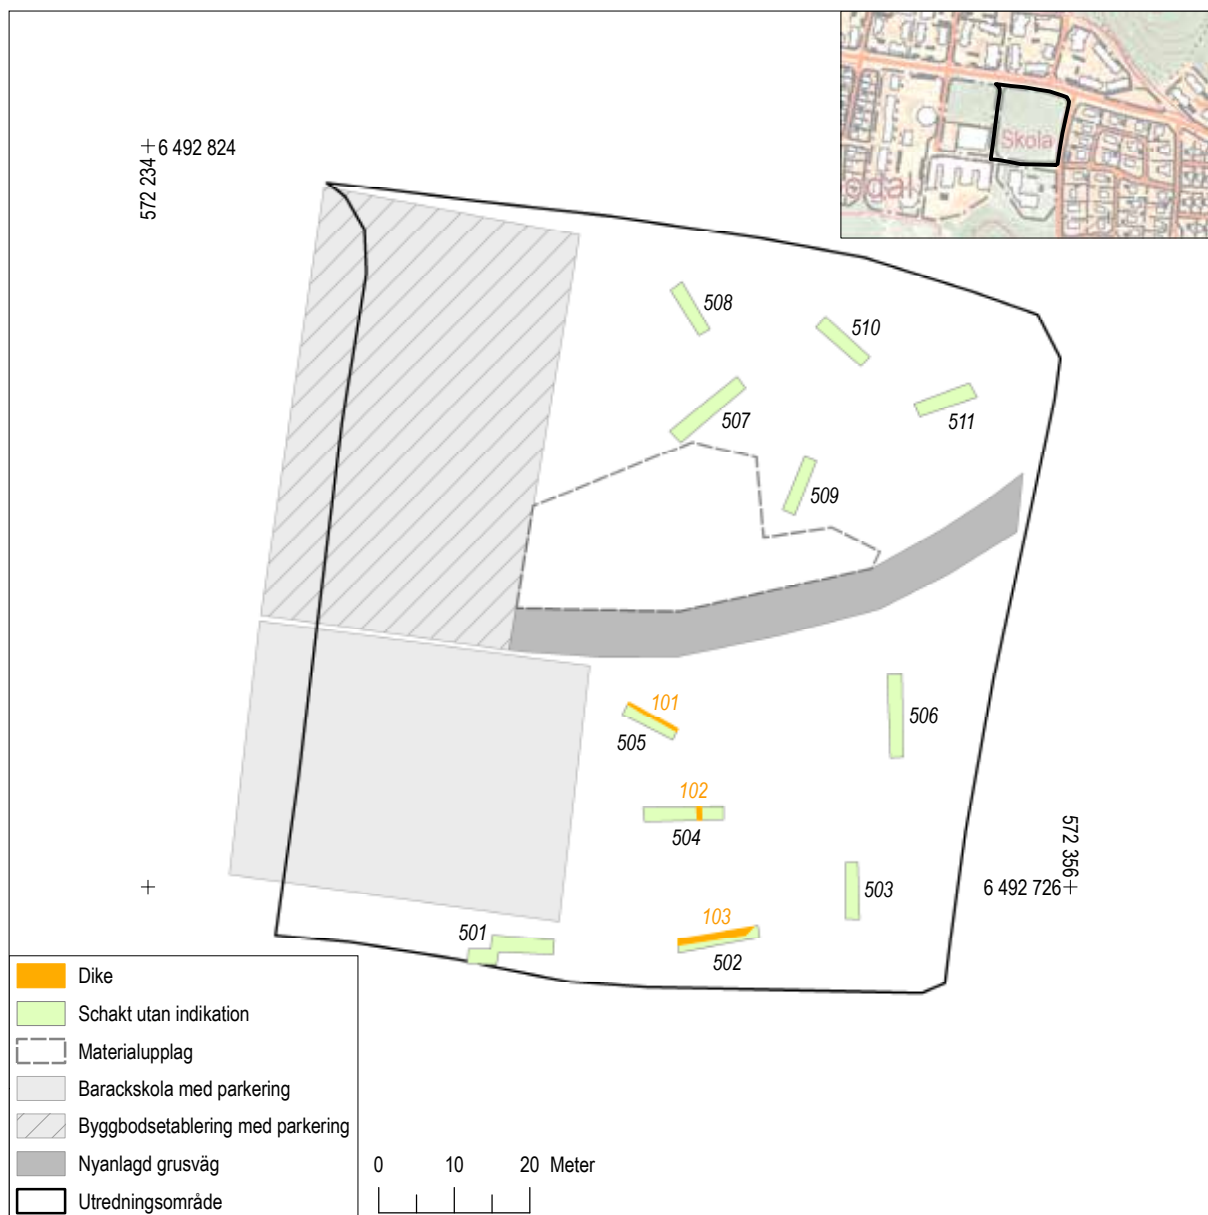 Skola
odal
6 492 824
572 234
508
510
507
511
509
101
505
506
102
504
572 356
6 492 726
503
103
501
502
Dike
Schakt utan indikation
Materialupplag
Barackskola med parkering
Byggbodsetablering med parkering
Nyanlagd grusväg
Utredningsområde
0 10 20 Meter